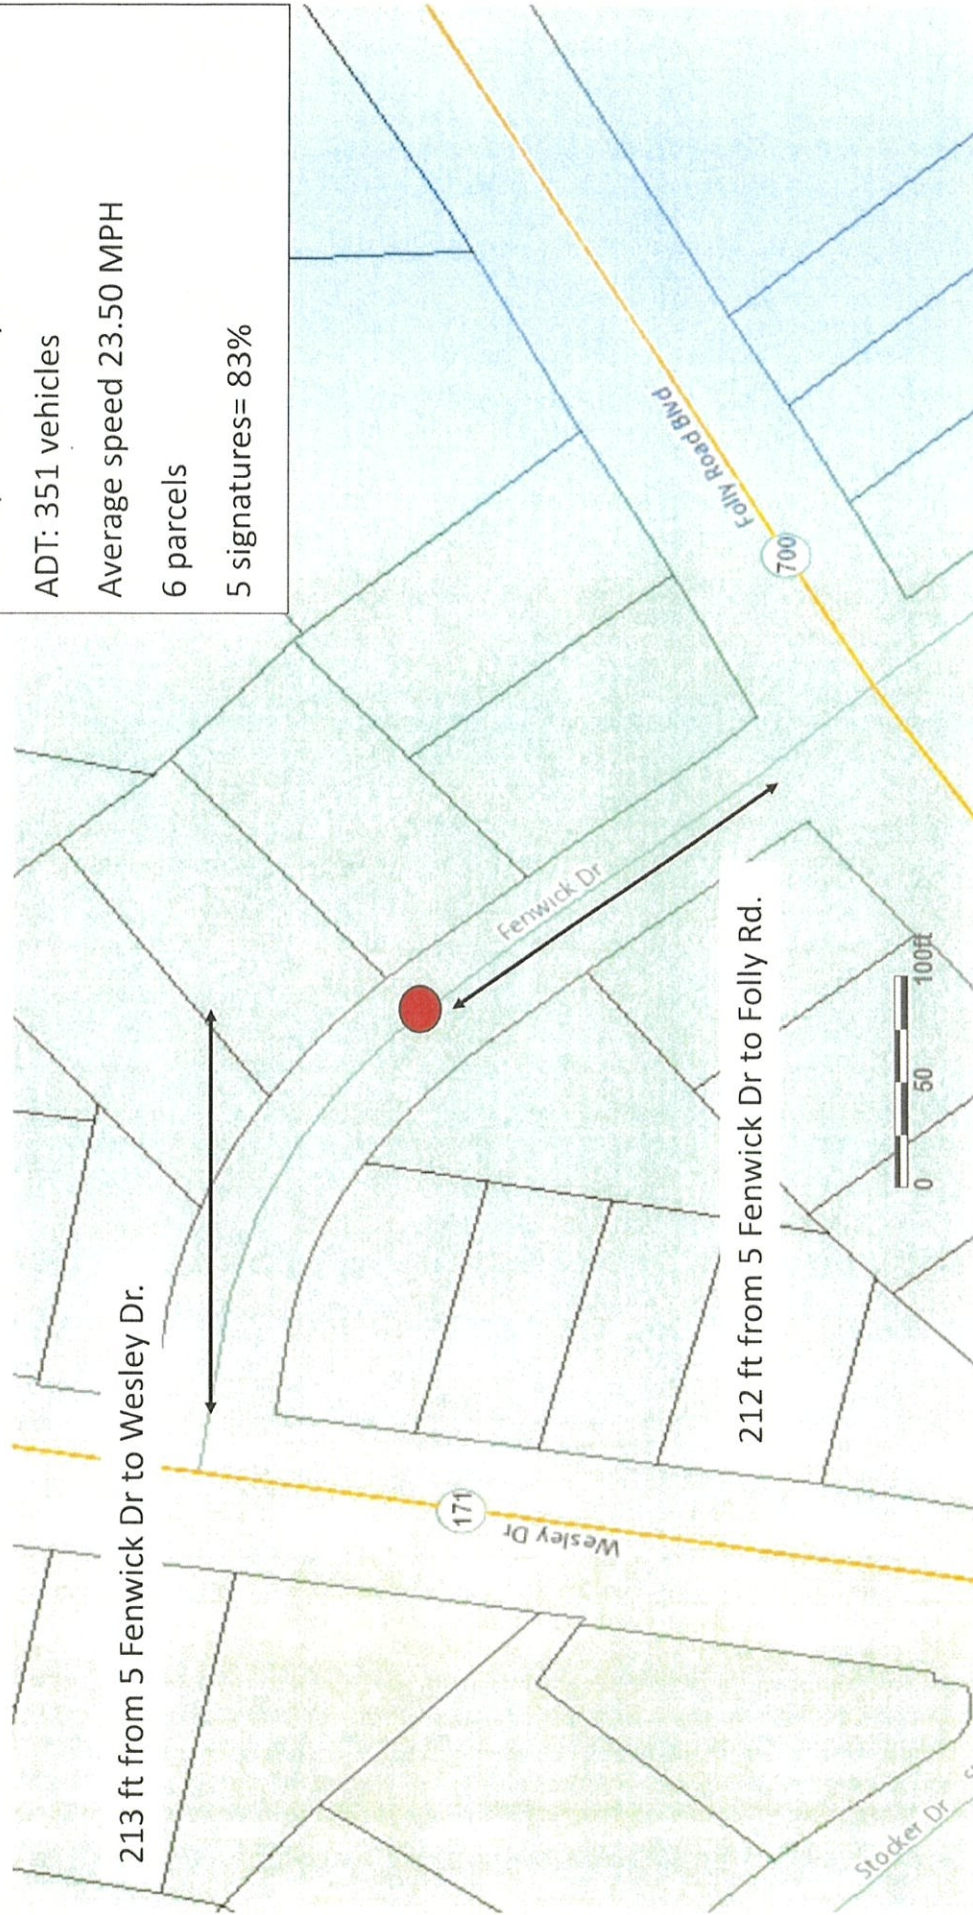 ADT: 351 vehicles
Average speed 23.50 MPH
6 parcels
5 signatures= 83%
213 ft from 5 Fenwick Dr to Wesley Dr.
Fenwick Dr
Folly Road Blvd
700
171
Wesley Dr
212 ft from 5 Fenwick Dr to Folly Rd.
0 50 100ft
Stocker Dr